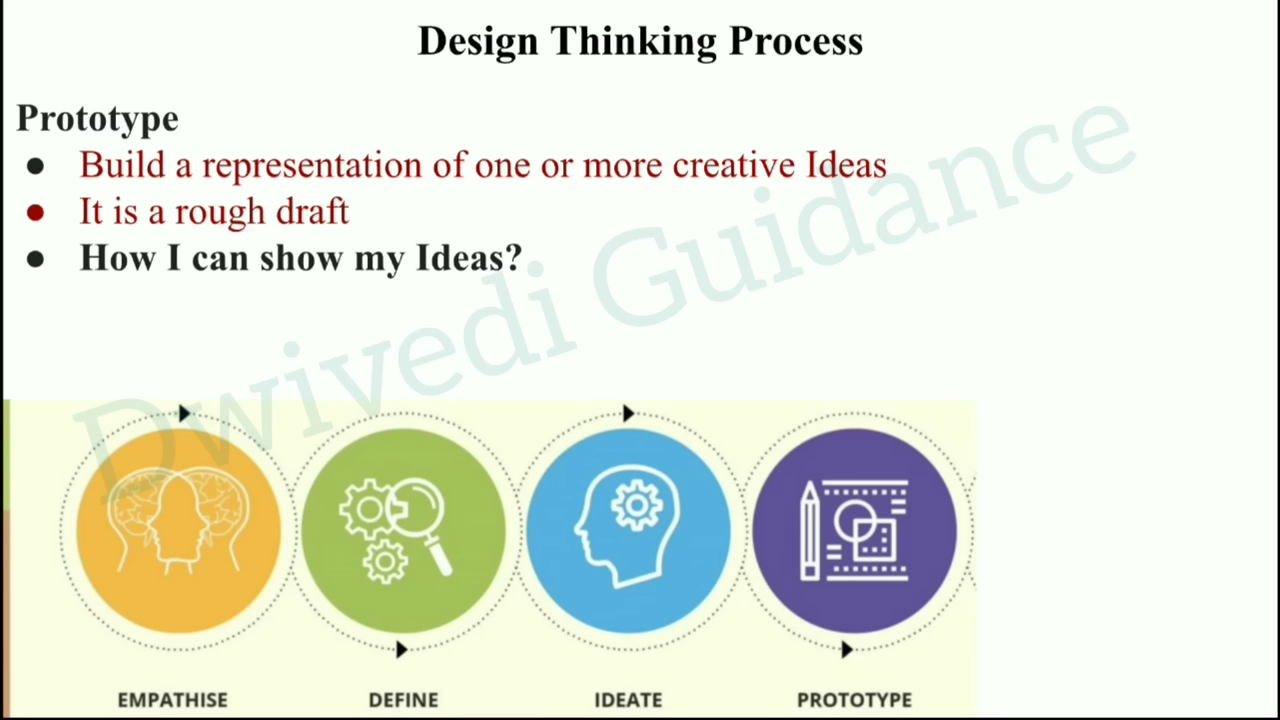 Design Thinking Process
Prototype
Build a representation of one or more creative Ideas
It is a rough draft
How I can show my Ideas?
Dwivedi Guidance
EMPATHISE
DEFINE
IDEATE
PROTOTYPE